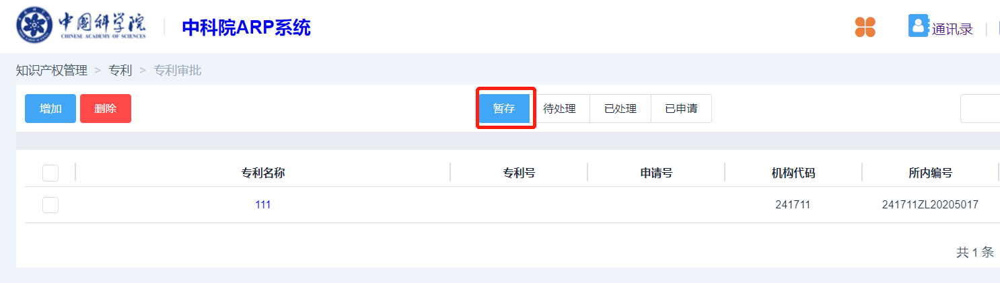 中国科学院
CHINESE ACADEMY OF SCIENCES
中科院ARP系统
通讯录
知识产权管理 > 专利 > 专利审批
增加 删除 暂存 待处理 已处理 已申请
专利名称 专利号 申请号 机构代码 所内编号
111 241711 241711ZL20205017
共 1 条